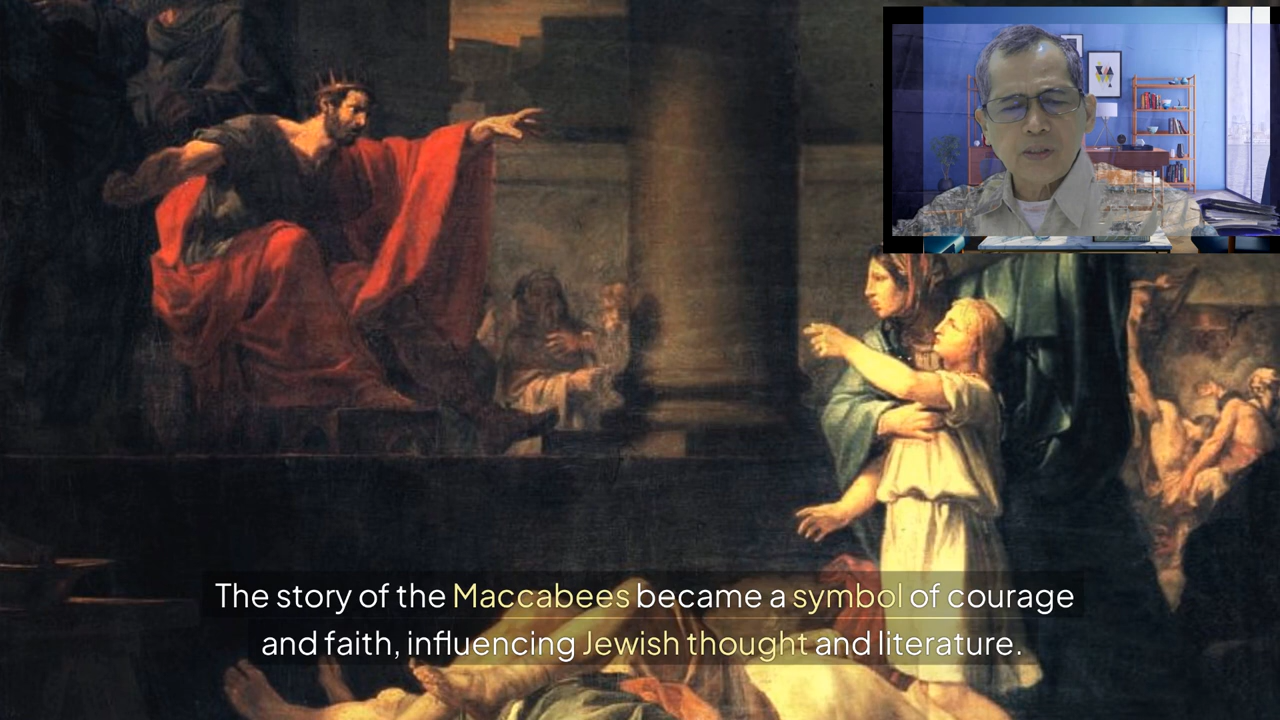 The story of the Maccabees became a symbol of courage
and faith, influencing Jewish thought and literature.